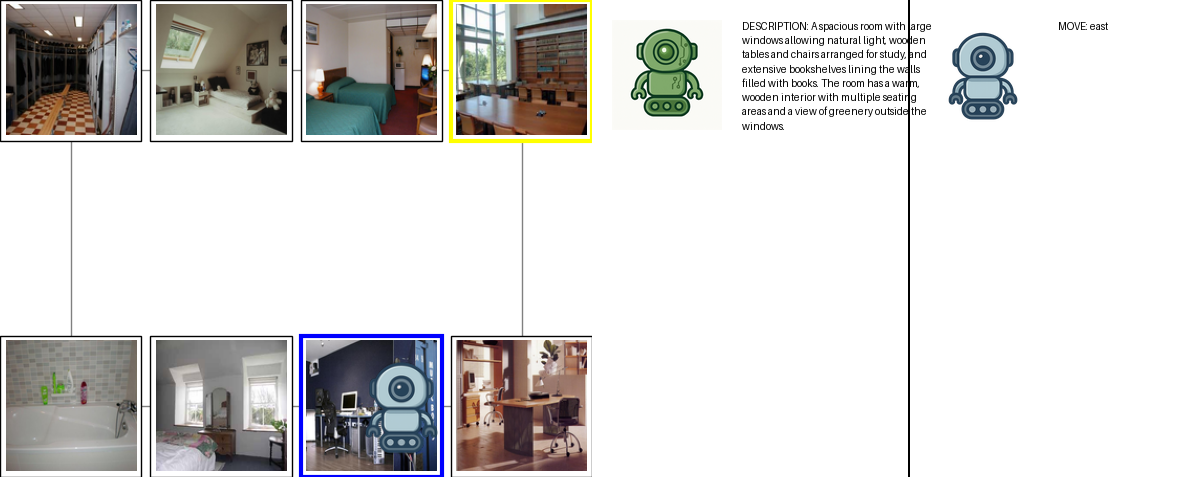 DESCRIPTION: A spacious room with large
windows allowing natural light, wooden
tables and chairs arranged for study, and
extensive bookshelves lining the walls
filled with books. The room has a warm,
wooden interior with multiple seating
areas and a view of greenery outside the
windows.
MOVE: east